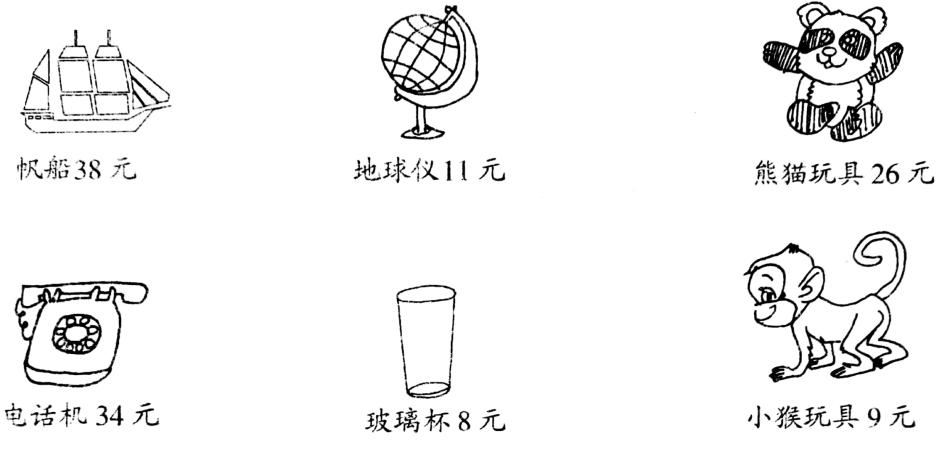 帆船38元
地球仪11元
熊猫玩具26元
电话机34元
玻璃杯8元
小猴玩具9元